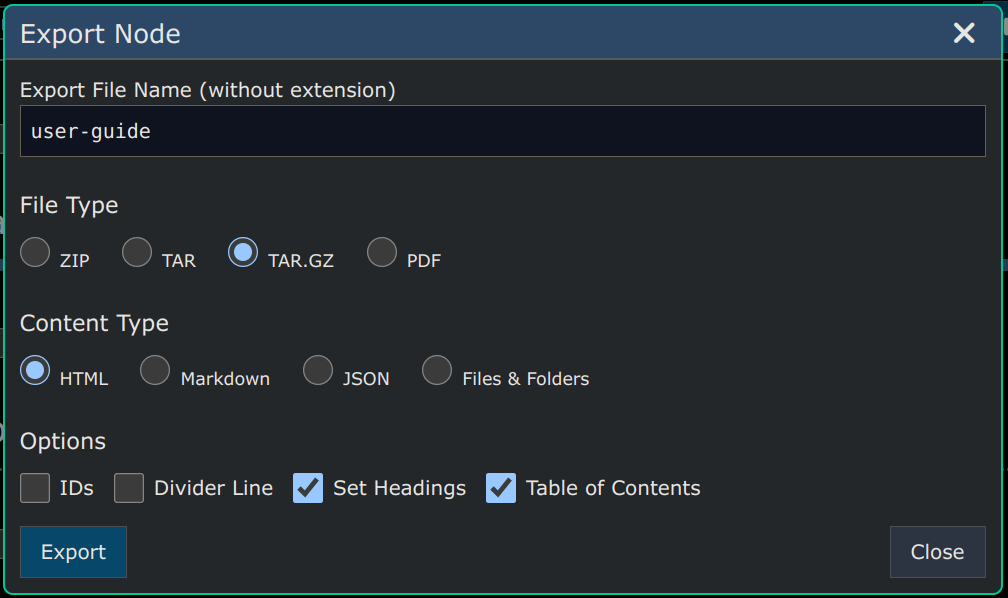 Export Node
Export File Name (without extension)
user-guide
File Type
ZIP TAR TAR.GZ PDF
Content Type
HTML Markdown JSON Files & Folders
Options
IDs Divider Line Set Headings Table of Contents
Export Close